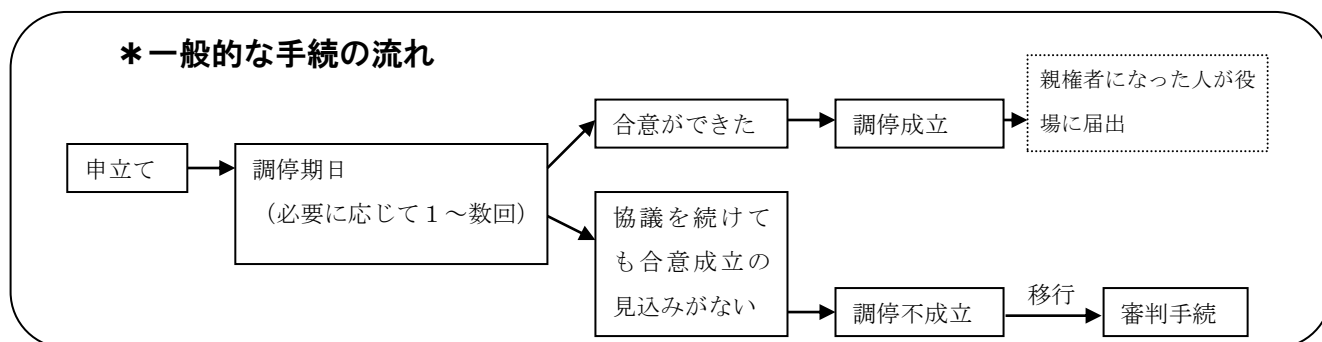 ＊一般的な手続の流れ
申立て
調停期日
（必要に応じて１～数回）
合意ができた
調停成立
親権者になった人が役
場に届出
協議を続けて
も合意成立の
見込みがない
調停不成立
移行
審判手続